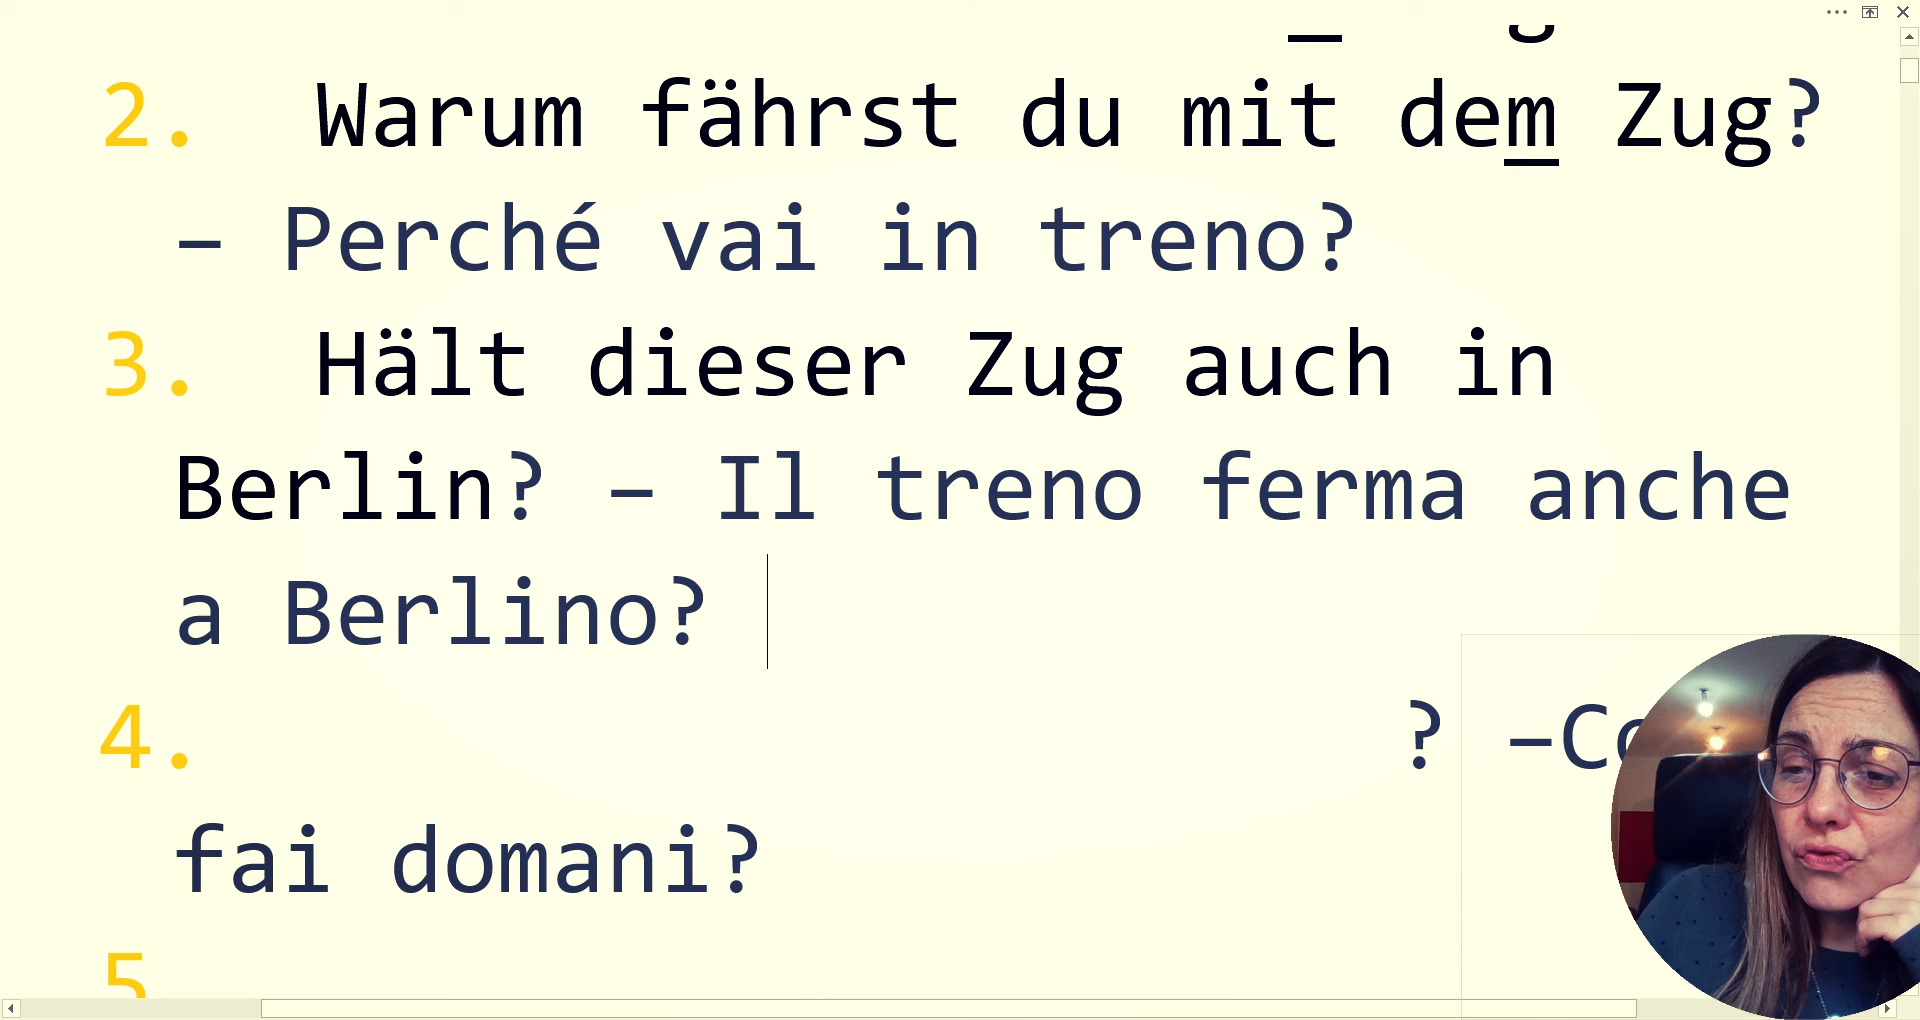 2. Warum fährst du mit dem Zug?
– Perché vai in treno?
3. Hält dieser Zug auch in
Berlin? – Il treno ferma anche
a Berlino?
4. ? –
fai domani?
5